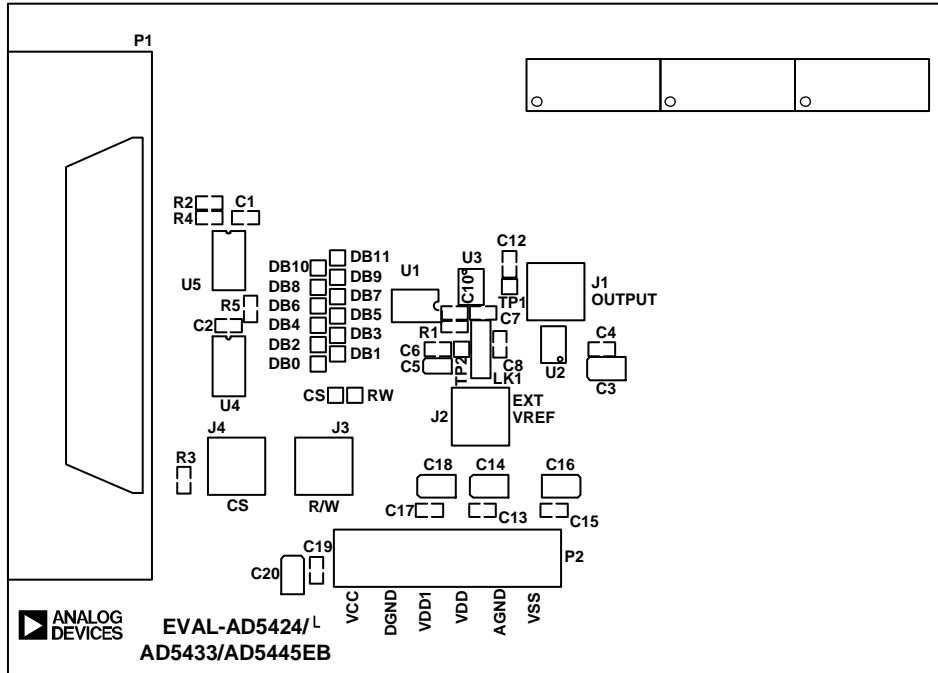 P1
R2
C1
R4
U5
DB11
DB10
DB9
DB8
DB7
DB6
DB5
DB4
DB3
DB2
DB1
DB0
R5
C2
U4
U1
U3
C10
C12
TP1
J1
OUTPUT
C7
R1
C6
C5
TP2
C8
LK1
U2
C4
C3
CS
RW
J2
EXT
VREF
J4
J3
R3
CS
R/W
C18
C14
C16
C17
C13
C15
C19
C20
P2
VCC
DGND
VDD1
VDD
AGND
VSS
ANALOG
DEVICES
EVAL-AD5424/
AD5433/AD5445EB